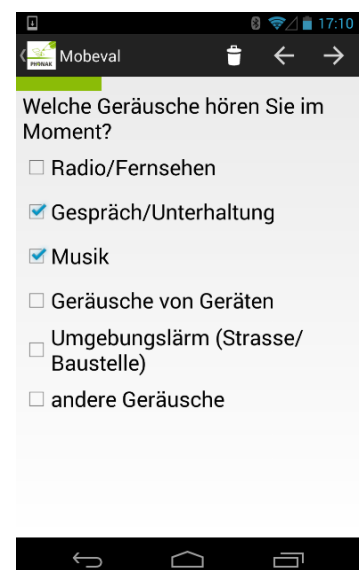 17:10
PHONAK
Mobeval
Welche Geräusche hören Sie im
Moment?
Radio/Fernsehen
Gespräch/Unterhaltung
Musik
Geräusche von Geräten
Umgebungslärm (Strasse/
Baustelle)
andere Geräusche